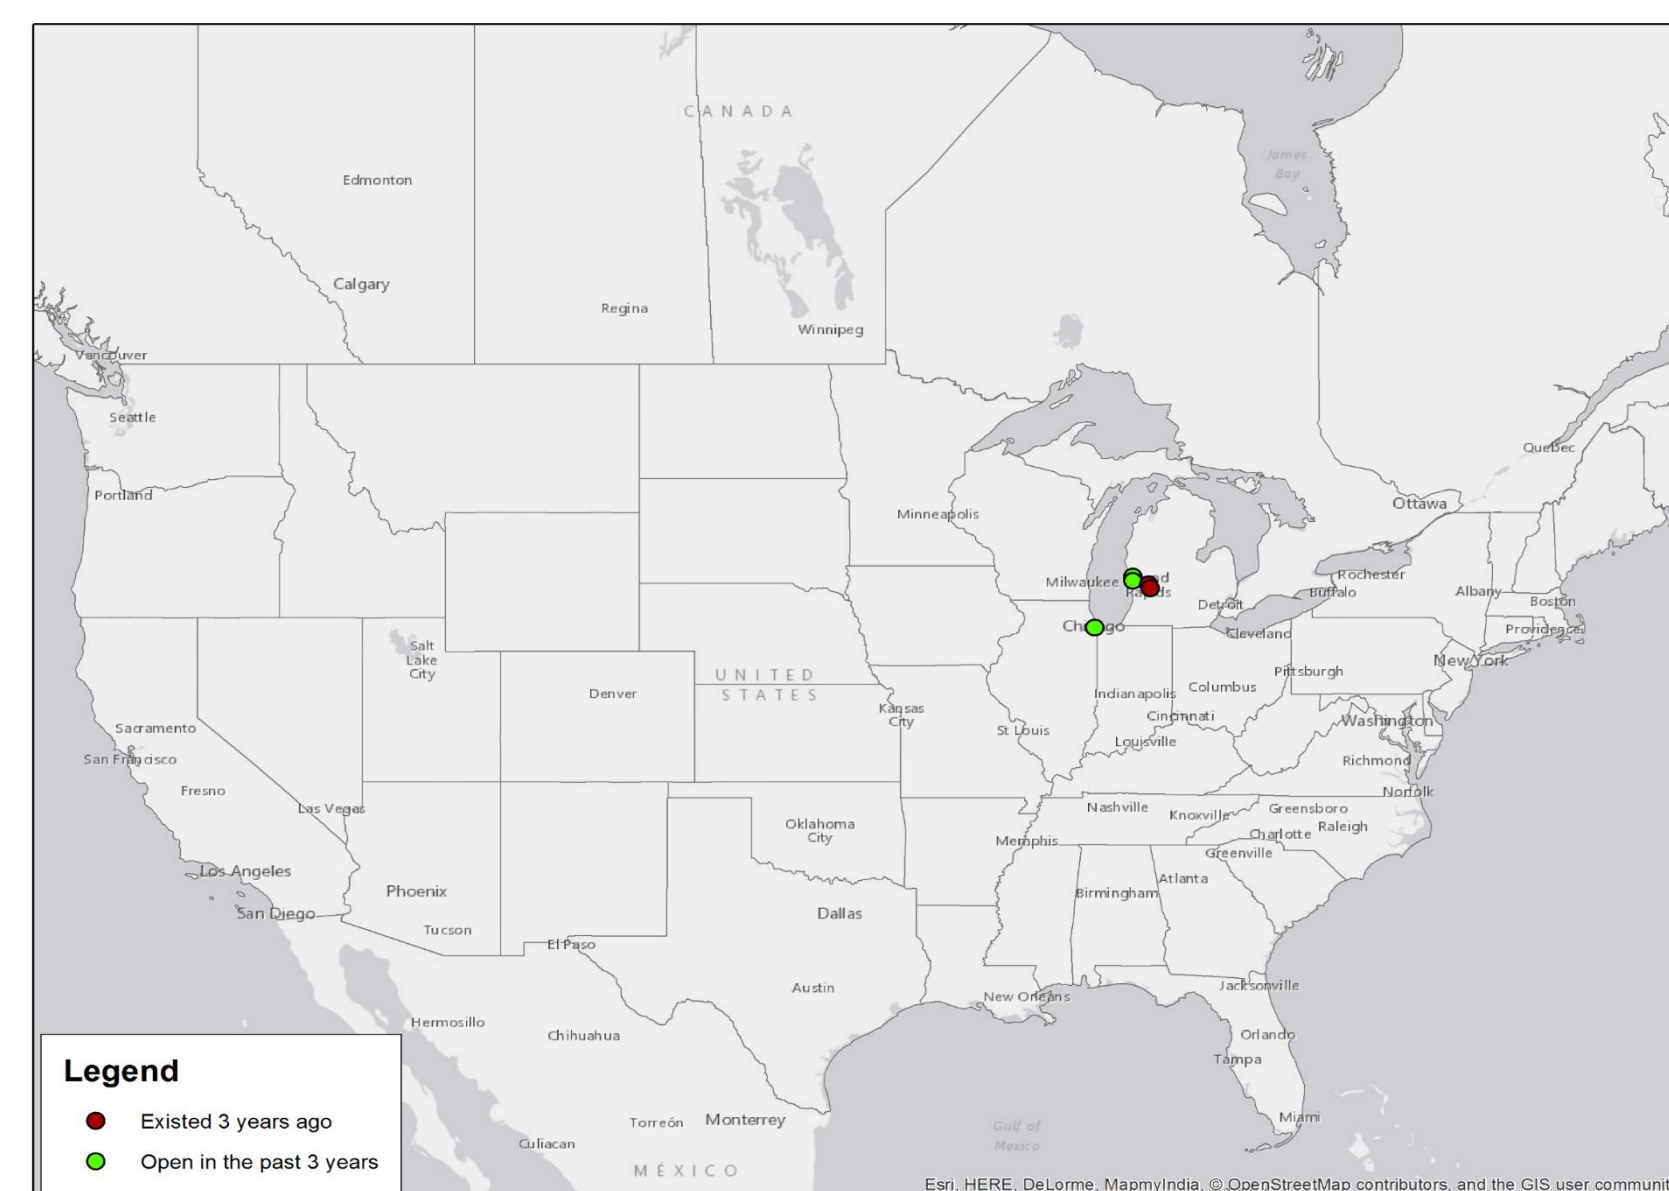 CANADA
James
Bay
Edmonton
Calgary
Regina
Winnipeg
Vancouver
Seattle
Quebec
Portland
Ottawa
Minneapolis
Milwaukee
Rapids
Rochester
Buffalo
Albany
Boston
Detroit
Providence
Cleveland
New York
Salt
Lake
City
UNITED
STATES
Denver
Pittsburgh
Columbus
Indianapolis
Kansas
City
Cincinnati
Washington
St Louis
Louisville
Sacramento
San Francisco
Richmond
Fresno
Norfolk
Las Vegas
Nashville
Knoxville
Greensboro
Oklahoma
City
Raleigh
Charlotte
Memphis
Greenville
Los Angeles
Atlanta
Phoenix
Birmingham
San Diego
Dallas
Tucson
El Paso
Austin
Jacksonville
New Orleans
Hermosillo
Chihuahua
Orlando
Tampa
Legend
Existed 3 years ago
Open in the past 3 years
Torreón
Monterrey
Culiacan
Gulf of
Mexico
Miami
MÉXICO
Esri, HERE, DeLorme, MapmyIndia, © OpenStreetMap contributors, and the GIS user communit